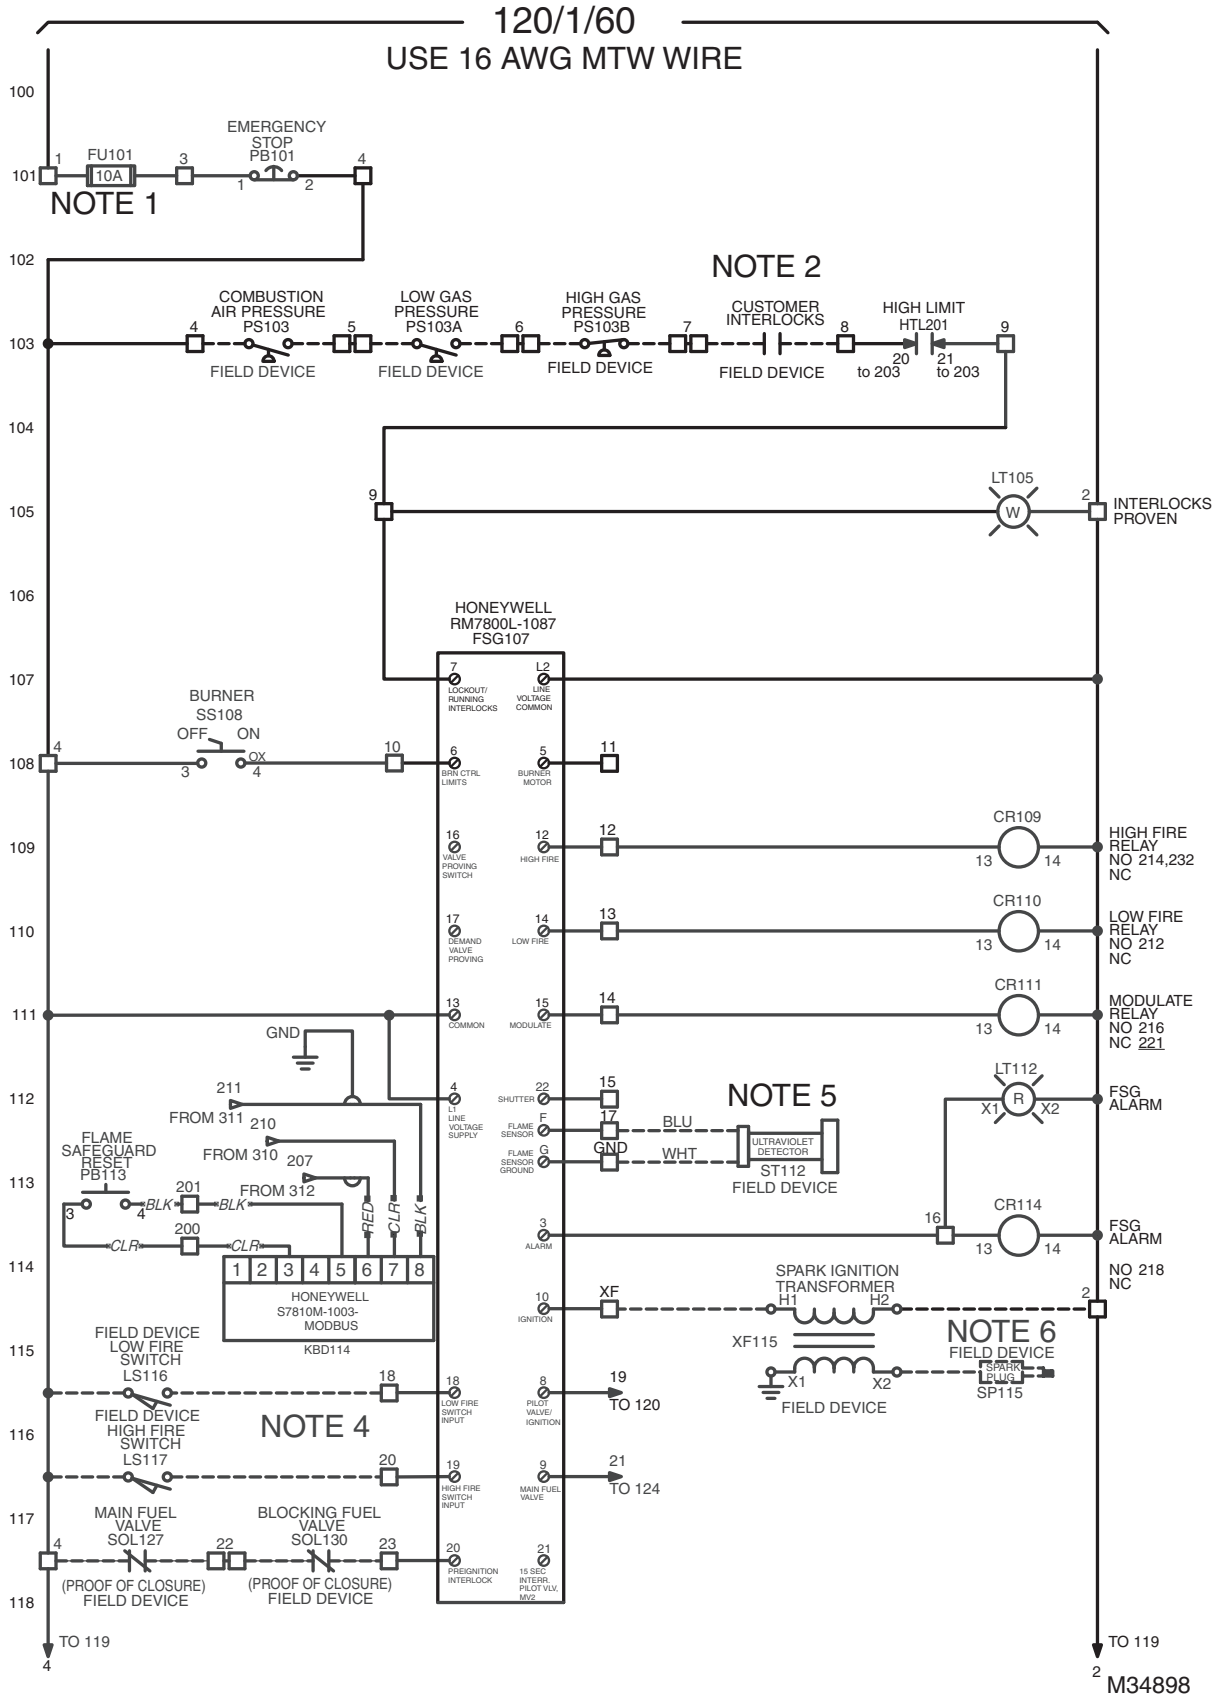 120/1/60
USE 16 AWG MTW WIRE
100
EMERGENCY
STOP
PB101
FU101
10A
1
3
4
101
1
2
NOTE 1
102
NOTE 2
COMBUSTION
AIR PRESSURE
PS103
LOW GAS
PRESSURE
PS103A
HIGH GAS
PRESSURE
PS103B
CUSTOMER
INTERLOCKS
HIGH LIMIT
HTL201
103
4
5
6
7
8
9
FIELD DEVICE
FIELD DEVICE
FIELD DEVICE
FIELD DEVICE
20
to 203
21
to 203
104
LT105
105
9
W
2
INTERLOCKS
PROVEN
106
HONEYWELL
RM7800L-1087
FSG107
107
7
LOCKOUT/
RUNNING
INTERLOCKS
L2
LINE
VOLTAGE
COMMON
BURNER
SS108
OFF
ON
108
4
3
OX
4
10
6
BRN CTRL
LIMITS
5
BURNER
MOTOR
11
109
16
VALVE
PROVING
SWITCH
12
HIGH FIRE
12
CR109
13
14
HIGH FIRE
RELAY
NO 214,232
NC
110
17
DEMAND
VALVE
PROVING
14
LOW FIRE
13
CR110
13
14
LOW FIRE
RELAY
NO 212
NC
111
13
COMMON
15
MODULATE
14
CR111
13
14
MODULATE
RELAY
NO 216
NC 221
GND
112
211
FROM 311
210
FROM 310
207
FROM 312
4
L1
LINE
VOLTAGE
SUPPLY
22
SHUTTER
15
NOTE 5
LT112
X1
R
X2
FSG
ALARM
F
FLAME
SENSOR
17
BLU
G
FLAME
SENSOR
GROUND
GND
WHT
ULTRAVIOLET
DETECTOR
ST112
FIELD DEVICE
113
FLAME
SAFEGUARD
RESET
PB113
3
4
BLK
201
BLK
CLR
200
CLR
RED
CLR
BLK
3
ALARM
16
CR114
13
14
FSG
ALARM
NO 218
NC
114
1 2 3 4 5 6 7 8
HONEYWELL
S7810M-1003-
MODBUS
KBD114
10
IGNITION
XF
SPARK IGNITION
TRANSFORMER
H1
H2
2
XF115
X1
X2
FIELD DEVICE
NOTE 6
FIELD DEVICE
SPARK
PLUG
SP115
115
FIELD DEVICE
LOW FIRE
SWITCH
LS116
18
18
LOW FIRE
SWITCH
INPUT
8
PILOT
VALVE/
IGNITION
19
TO 120
116
FIELD DEVICE
HIGH FIRE
SWITCH
LS117
NOTE 4
20
19
HIGH FIRE
SWITCH
INPUT
9
MAIN FUEL
VALVE
21
TO 124
117
MAIN FUEL
VALVE
SOL127
BLOCKING FUEL
VALVE
SOL130
4
22
23
20
PREIGNITION
INTERLOCK
21
15 SEC
INTERR.
PILOT VLV,
MV2
(PROOF OF CLOSURE)
FIELD DEVICE
(PROOF OF CLOSURE)
FIELD DEVICE
118
TO 119
4
TO 119
2
M34898